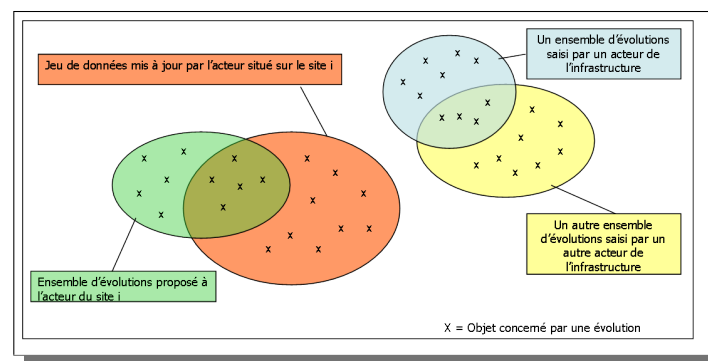 Un ensemble d'évolutions
saisi par un acteur de
l'infrastructure
Jeu de données mis à jour par l'acteur situé sur le site i
x x x x x x x x x x
x x x x x x x x
x x x x x x x x x x
x x x x x x x x
Un autre ensemble
d'évolutions saisi par un
autre acteur de
l'infrastructure
Ensemble d'évolutions proposé à
l'acteur du site i
X = Objet concerné par une évolution